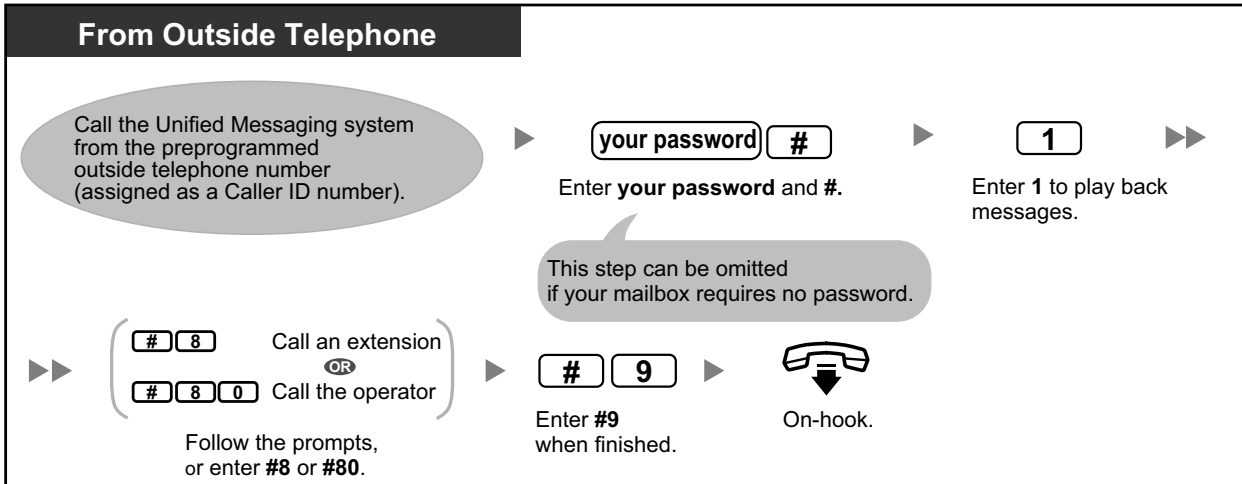 From Outside Telephone
Call the Unified Messaging system
from the preprogrammed
outside telephone number
(assigned as a Caller ID number).
your password #
Enter your password and #.
This step can be omitted
if your mailbox requires no password.
1
Enter 1 to play back
messages.
# 8 Call an extension
OR
# 8 0 Call the operator
Follow the prompts,
or enter #8 or #80.
# 9
Enter #9
when finished.
On-hook.